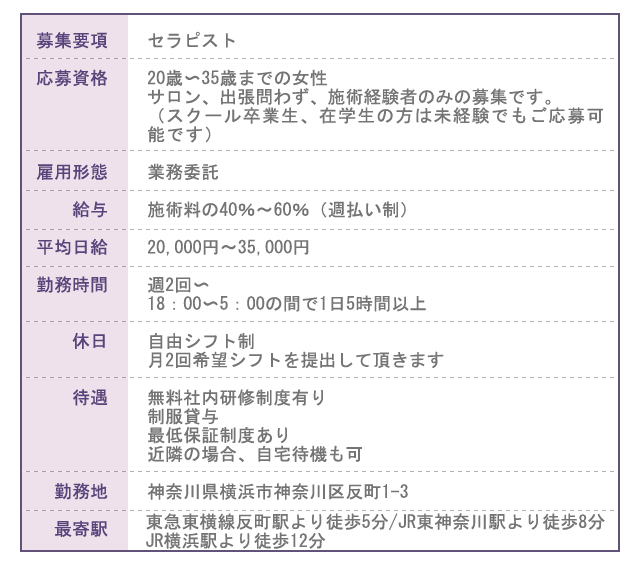 募集要項 セラピスト
応募資格 20歳～35歳までの女性
サロン、出張問わず、施術経験者のみの募集です。
（スクール卒業生、在学生の方は未経験でもご応募可
能です）
雇用形態 業務委託
給与 施術料の40%～60%（週払い制）
平均日給 20,000円～35,000円
勤務時間 週2回～
18：00～5：00の間で1日5時間以上
休日 自由シフト制
月2回希望シフトを提出して頂きます
待遇 無料社内研修制度有り
制服貸与
最低保証制度あり
近隣の場合、自宅待機も可
勤務地 神奈川県横浜市神奈川区反町1-3
最寄駅 東急東横線反町駅より徒歩5分/JR東神奈川駅より徒歩8分
JR横浜駅より徒歩12分